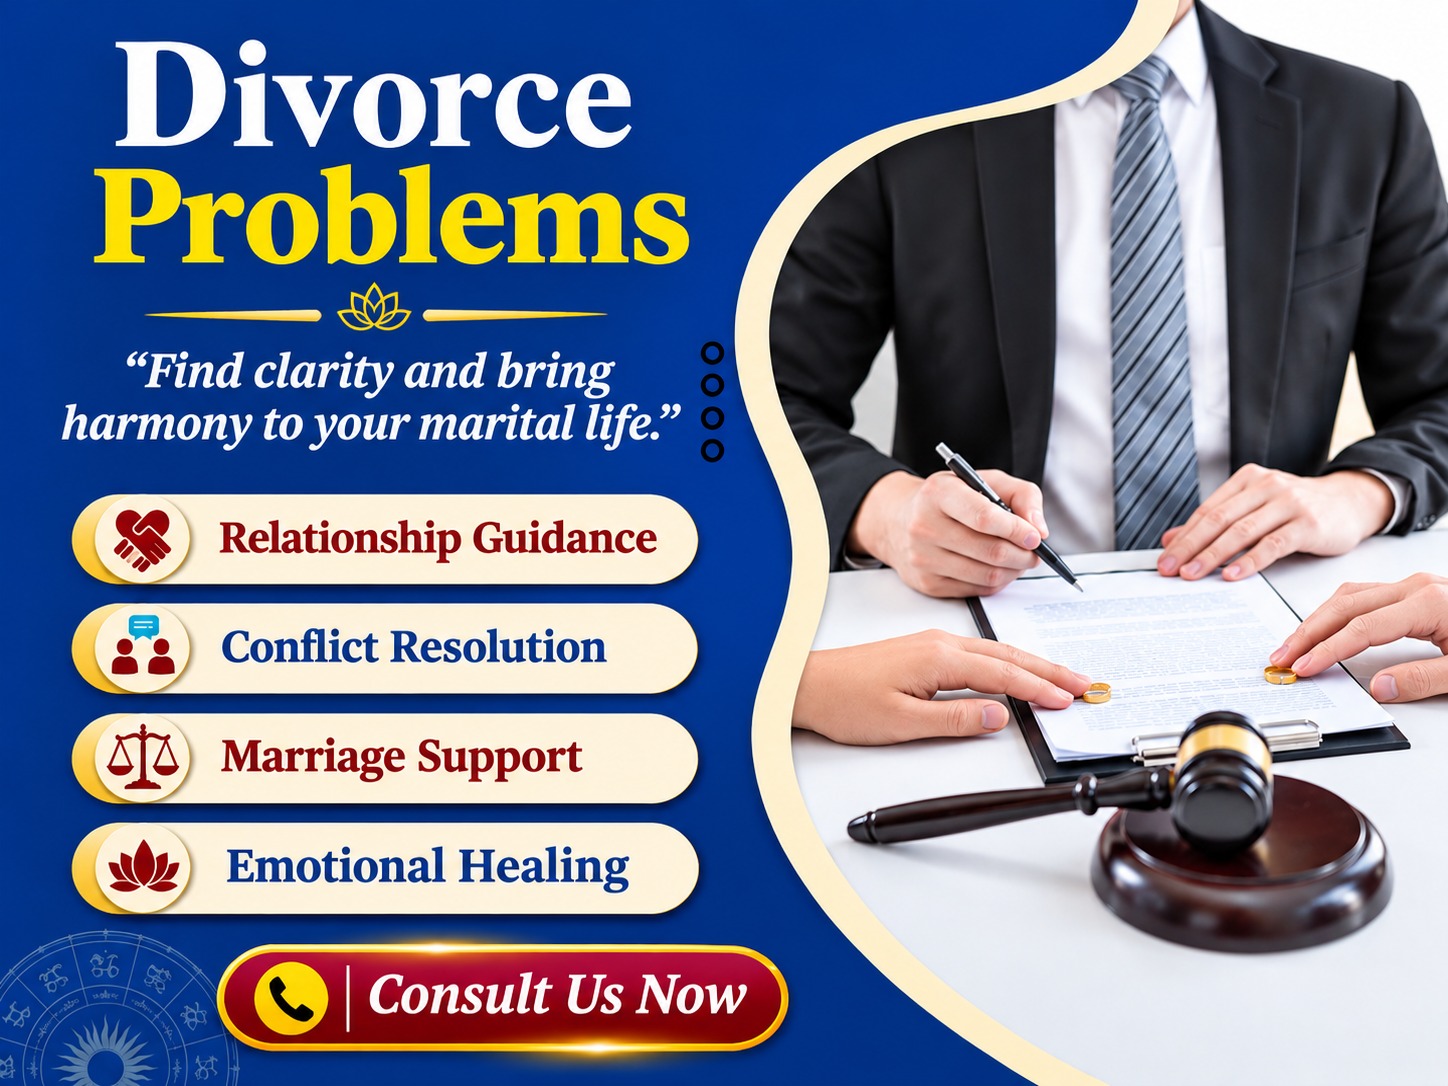 Divorce
Problems
“Find clarity and bring
harmony to your marital life.”
Relationship Guidance
Conflict Resolution
Marriage Support
Emotional Healing
Consult Us Now